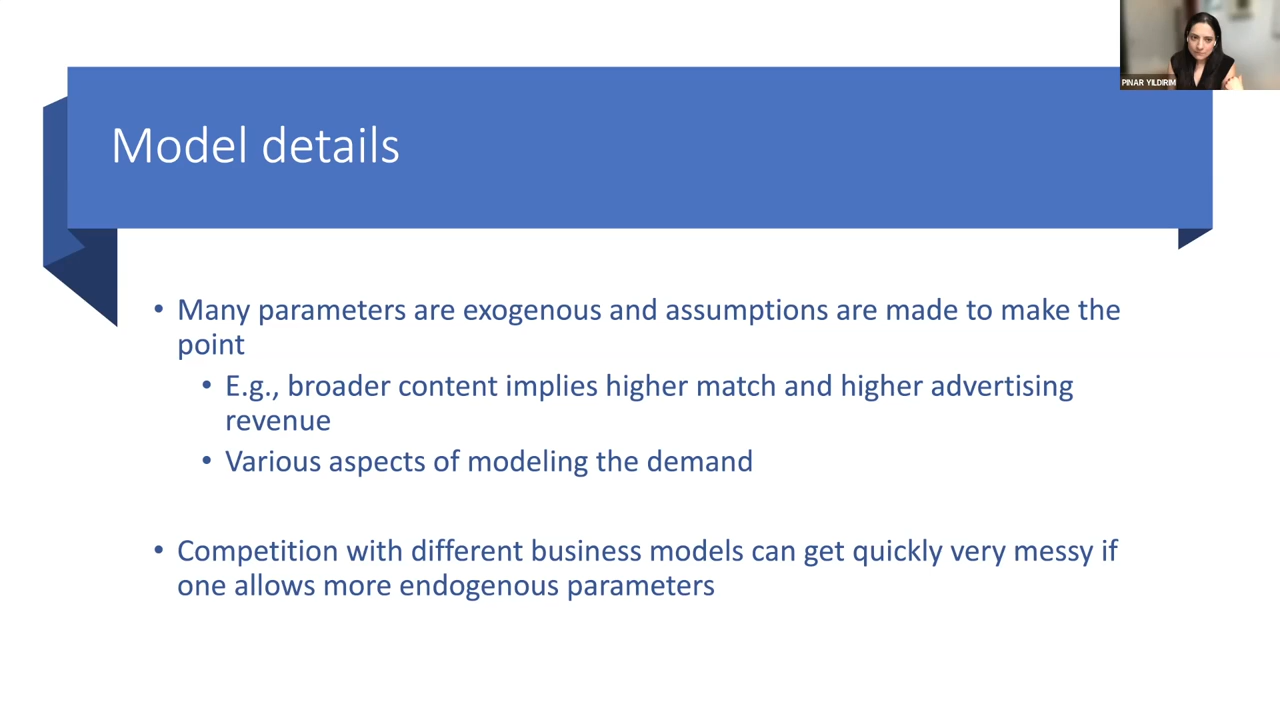 PINAR YILDIRIM
Model details
• Many parameters are exogenous and assumptions are made to make the
point
• E.g., broader content implies higher match and higher advertising
revenue
• Various aspects of modeling the demand
• Competition with different business models can get quickly very messy if
one allows more endogenous parameters